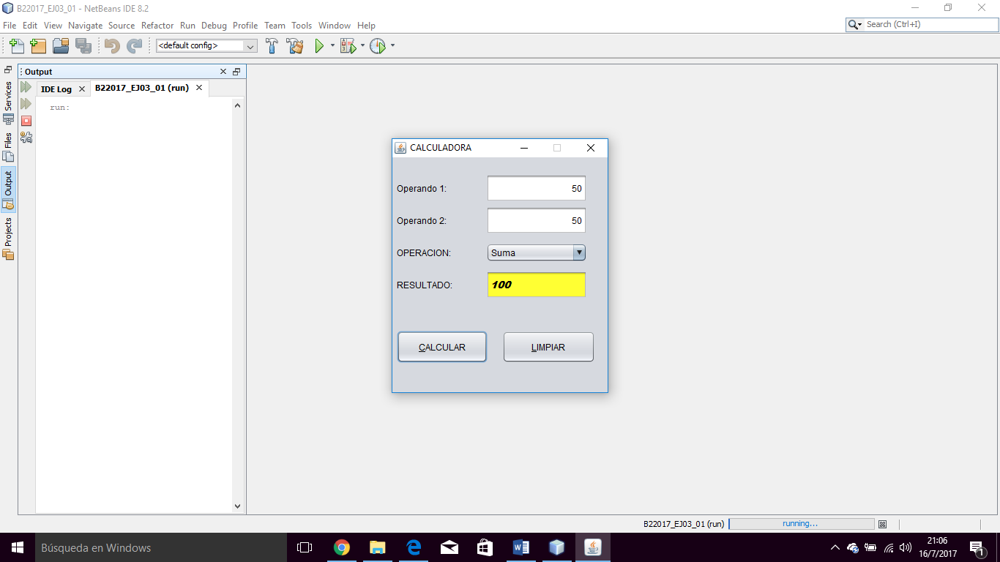 B22017_EJ03_01 - NetBeans IDE 8.2
File Edit View Navigate Source Refactor Run Debug Profile Team Tools Window Help
Search (Ctrl+I)
<default config>
Services
Files
Output
Projects
Output
IDE Log
B22017_EJ03_01 (run)
run:
CALCULADORA
Operando 1: 50
Operando 2: 50
OPERACION: Suma
RESULTADO: 100
CALCULAR LIMPIAR
B22017_EJ03_01 (run) running...
Búsqueda en Windows
21:06
16/7/2017
1